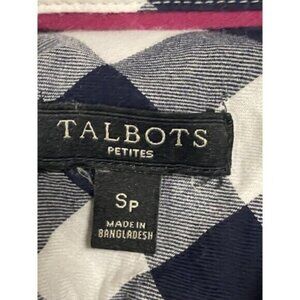 TALBOTS
PETITES
SP
MADE IN
BANGLADESH